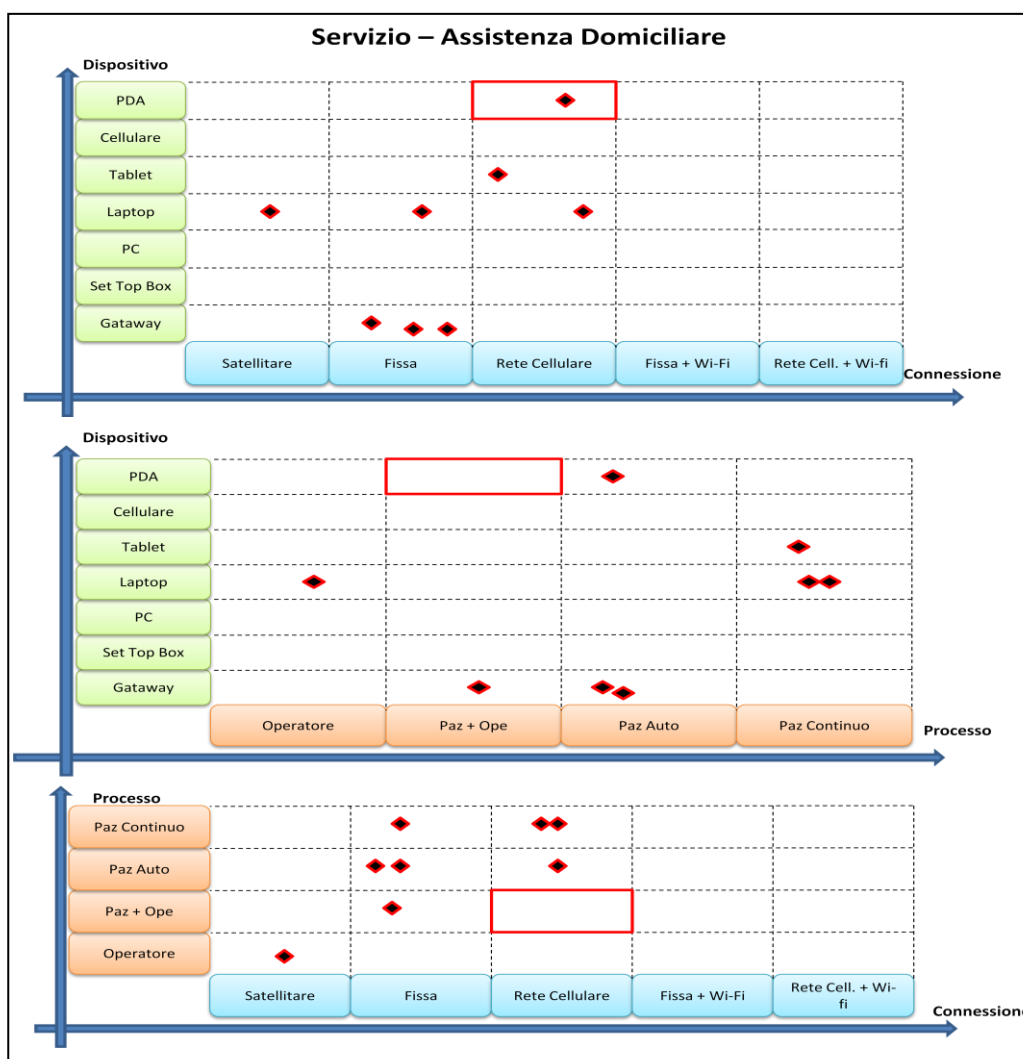 Servizio – Assistenza Domiciliare
Dispositivo
PDA
Cellulare
Tablet
Laptop
PC
Set Top Box
Gataway
Satellitare
Fissa
Rete Cellulare
Fissa + Wi-Fi
Rete Cell. + Wi-fi
Connessione
Dispositivo
PDA
Cellulare
Tablet
Laptop
PC
Set Top Box
Gataway
Operatore
Paz + Ope
Paz Auto
Paz Continuo
Processo
Processo
Paz Continuo
Paz Auto
Paz + Ope
Operatore
Satellitare
Fissa
Rete Cellulare
Fissa + Wi-Fi
Rete Cell. + Wi-
fi
Connessione